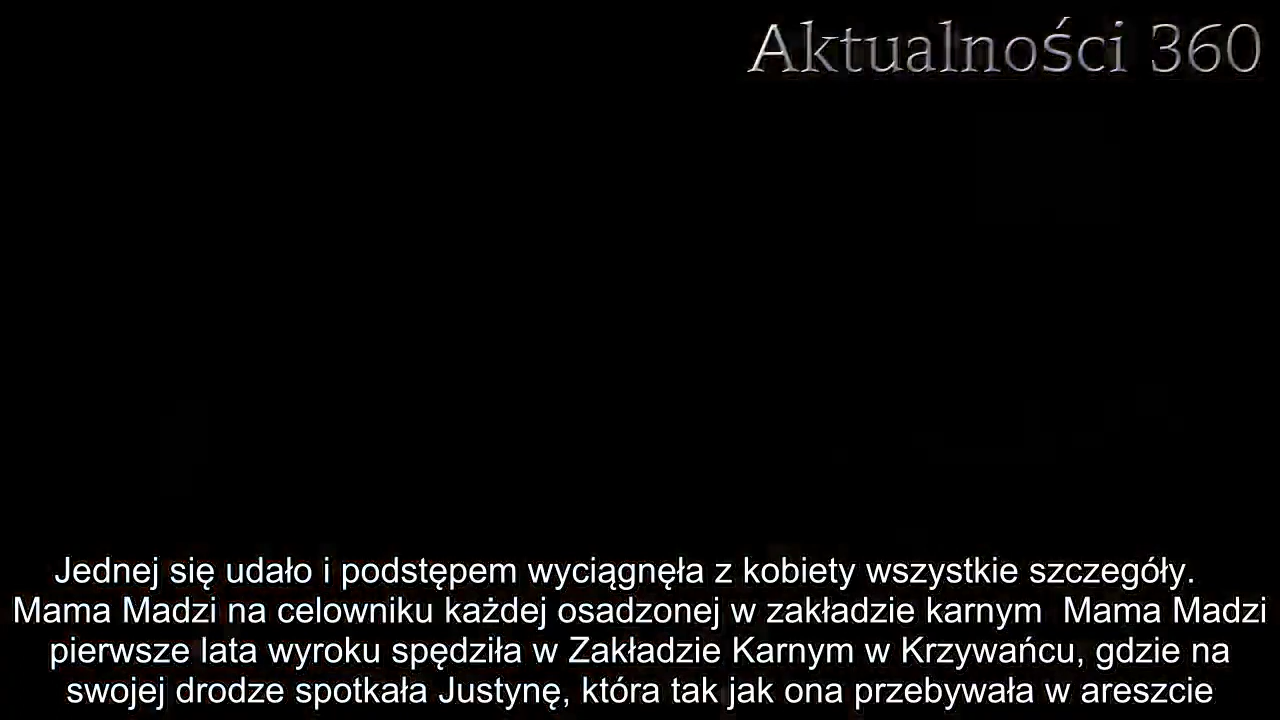 Aktualności 360
Jednej się udało i podstępem wyciągnęła z kobiety wszystkie szczegóły.
Mama Madzi na celowniku każdej osadzonej w zakładzie karnym  Mama Madzi
pierwsze lata wyroku spędziła w Zakładzie Karnym w Krzywańcu, gdzie na
swojej drodze spotkała Justynę, która tak jak ona przebywała w areszcie